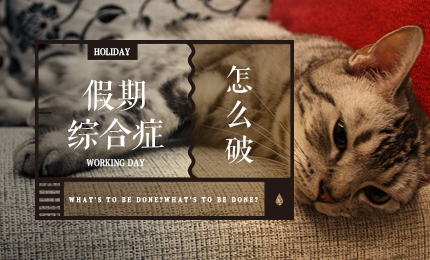 HOLIDAY
假期
综合症
WORKING DAY
怎么破
WHAT'S TO BE DONE?WHAT'S TO BE DONE?